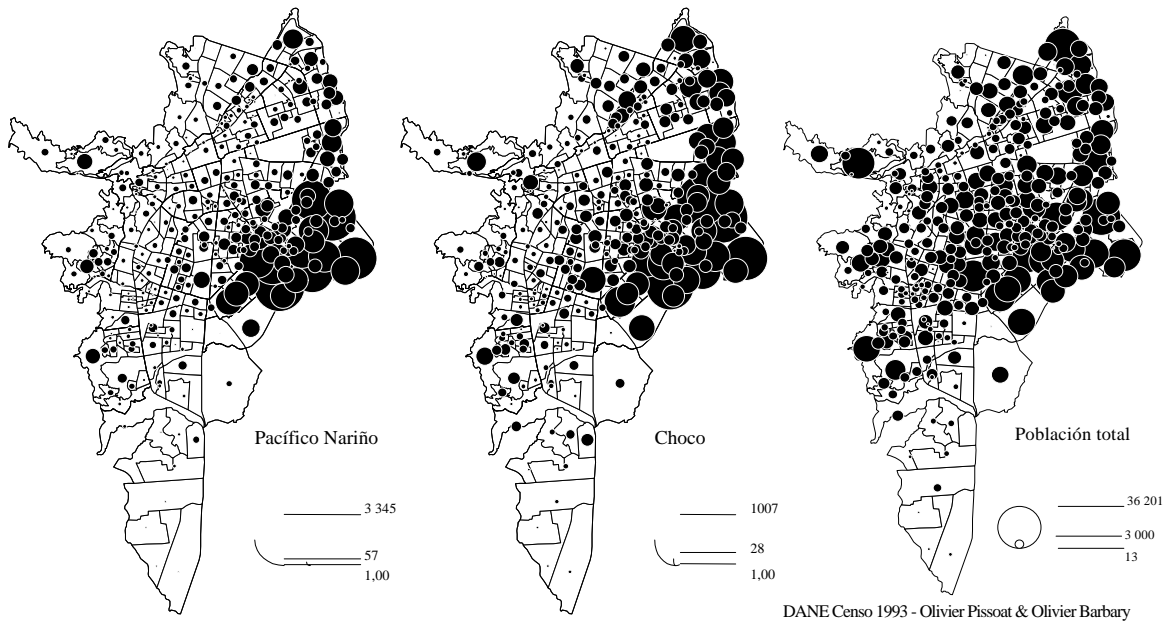 Pacífico Nariño
3 345
57
1,00
Choco
1007
28
1,00
Población total
36 201
3 000
13
DANE Censo 1993 - Olivier Pissoat & Olivier Barbary